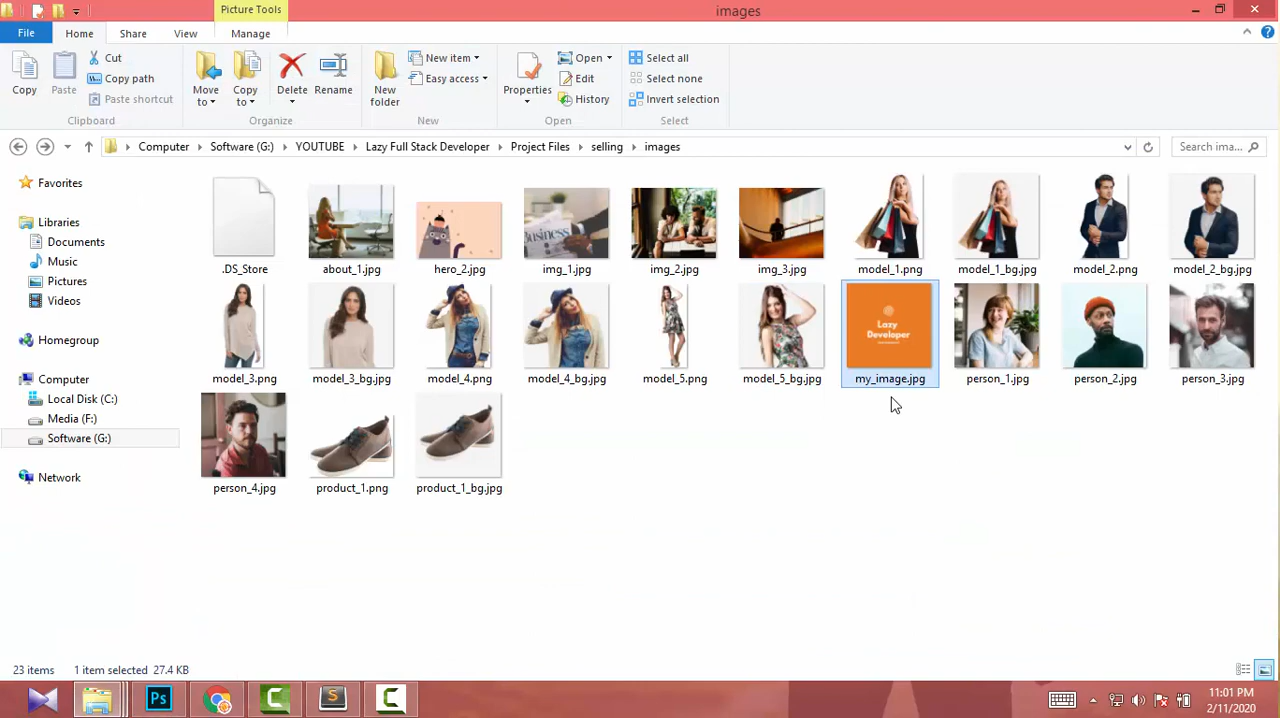 Picture Tools
images
File
Home
Share
View
Manage
Copy
Paste
Cut
Copy path
Paste shortcut
Clipboard
Move to
Copy to
Delete
Rename
Organize
New folder
New item
Easy access
New
Properties
Open
Edit
History
Open
Select all
Select none
Invert selection
Select
Computer
Software (G:)
YOUTUBE
Lazy Full Stack Developer
Project Files
selling
images
Search ima...
Favorites
Libraries
Documents
Music
Pictures
Videos
Homegroup
Computer
Local Disk (C:)
Media (F:)
Software (G:)
Network
.DS_Store
about_1.jpg
hero_2.jpg
Business
img_1.jpg
img_2.jpg
img_3.jpg
model_1.png
model_1_bg.jpg
model_2.png
model_2_bg.jpg
model_3.png
model_3_bg.jpg
model_4.png
model_4_bg.jpg
model_5.png
model_5_bg.jpg
Lazy
Developer
my_image.jpg
person_1.jpg
person_2.jpg
person_3.jpg
person_4.jpg
product_1.png
product_1_bg.jpg
23 items
1 item selected 27.4 KB
Ps
C
S
C
11:01 PM
2/11/2020